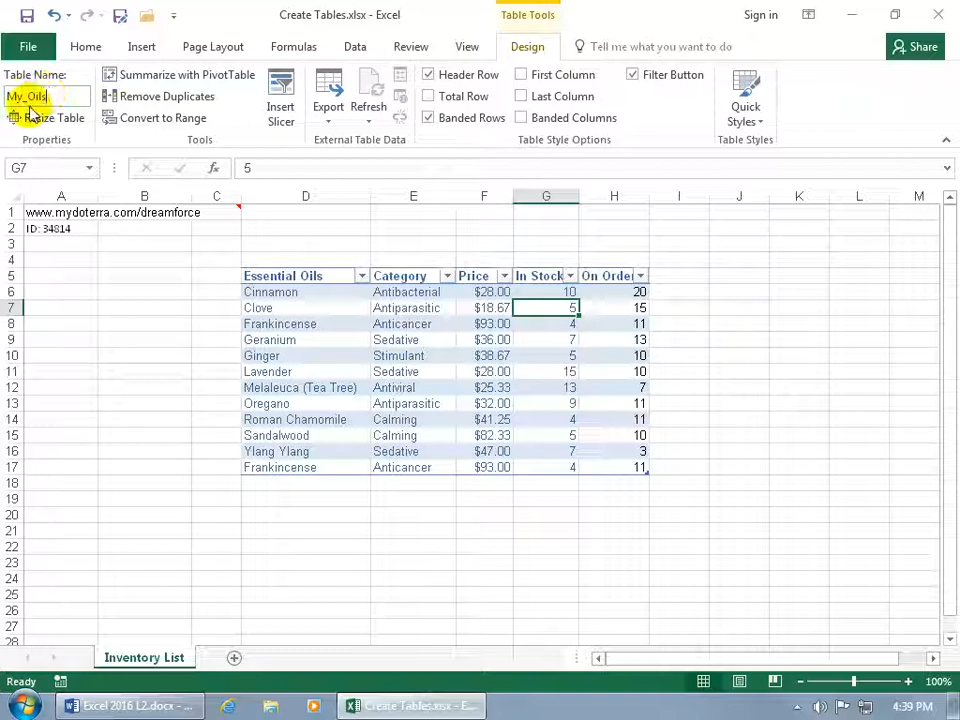 Create Tables.xlsx - Excel
Table Tools
Sign in
File
Home
Insert
Page Layout
Formulas
Data
Review
View
Design
Tell me what you want to do
Share
Table Name:
My_Oils
Resize Table
Properties
Summarize with PivotTable
Remove Duplicates
Convert to Range
Tools
Insert
Slicer
Export
Refresh
External Table Data
Header Row
First Column
Filter Button
Total Row
Last Column
Banded Rows
Banded Columns
Table Style Options
Quick
Styles
Table Styles
G7
fx
5
A B C D E F G H I J K L M
1 www.mydoterra.com/dreamforce
2 ID: 34814
3
4
5 Essential Oils Category Price In Stock On Order
6 Cinnamon Antibacterial $28.00 10 20
7 Clove Antiparasitic $18.67 5 15
8 Frankincense Anticancer $93.00 4 11
9 Geranium Sedative $36.00 7 13
10 Ginger Stimulant $38.67 5 10
11 Lavender Sedative $28.00 15 10
12 Melaleuca (Tea Tree) Antiviral $25.33 13 7
13 Oregano Antiparasitic $32.00 9 11
14 Roman Chamomile Calming $41.25 4 11
15 Sandalwood Calming $82.33 5 10
16 Ylang Ylang Sedative $47.00 7 3
17 Frankincense Anticancer $93.00 4 11
18
19
20
21
22
23
24
25
26
27
28
Inventory List
Ready
100%
Excel 2016 L2.docx - ...
Create Tables.xlsx - E...
4:39 PM